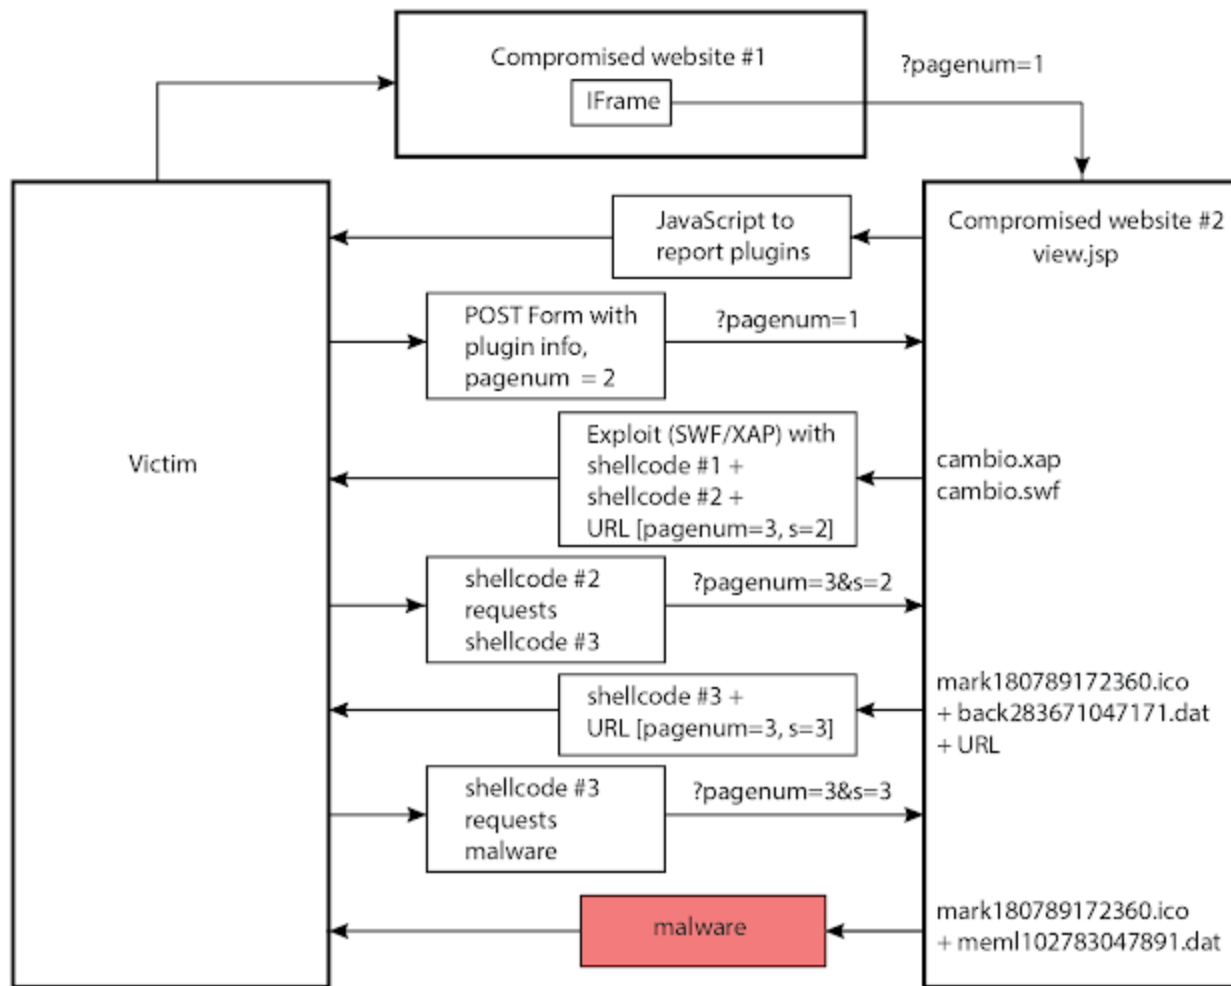 Compromised website #1
IFrame
?pagenum=1
JavaScript to
report plugins
Compromised website #2
view.jsp
POST Form with
plugin info,
pagenum = 2
?pagenum=1
Victim
Exploit (SWF/XAP) with
shellcode #1 +
shellcode #2 +
URL [pagenum=3, s=2]
cambio.xap
cambio.swf
shellcode #2
requests
shellcode #3
?pagenum=3&s=2
shellcode #3 +
URL [pagenum=3, s=3]
mark180789172360.ico
+ back283671047171.dat
+ URL
shellcode #3
requests
malware
?pagenum=3&s=3
malware
mark180789172360.ico
+ meml102783047891.dat